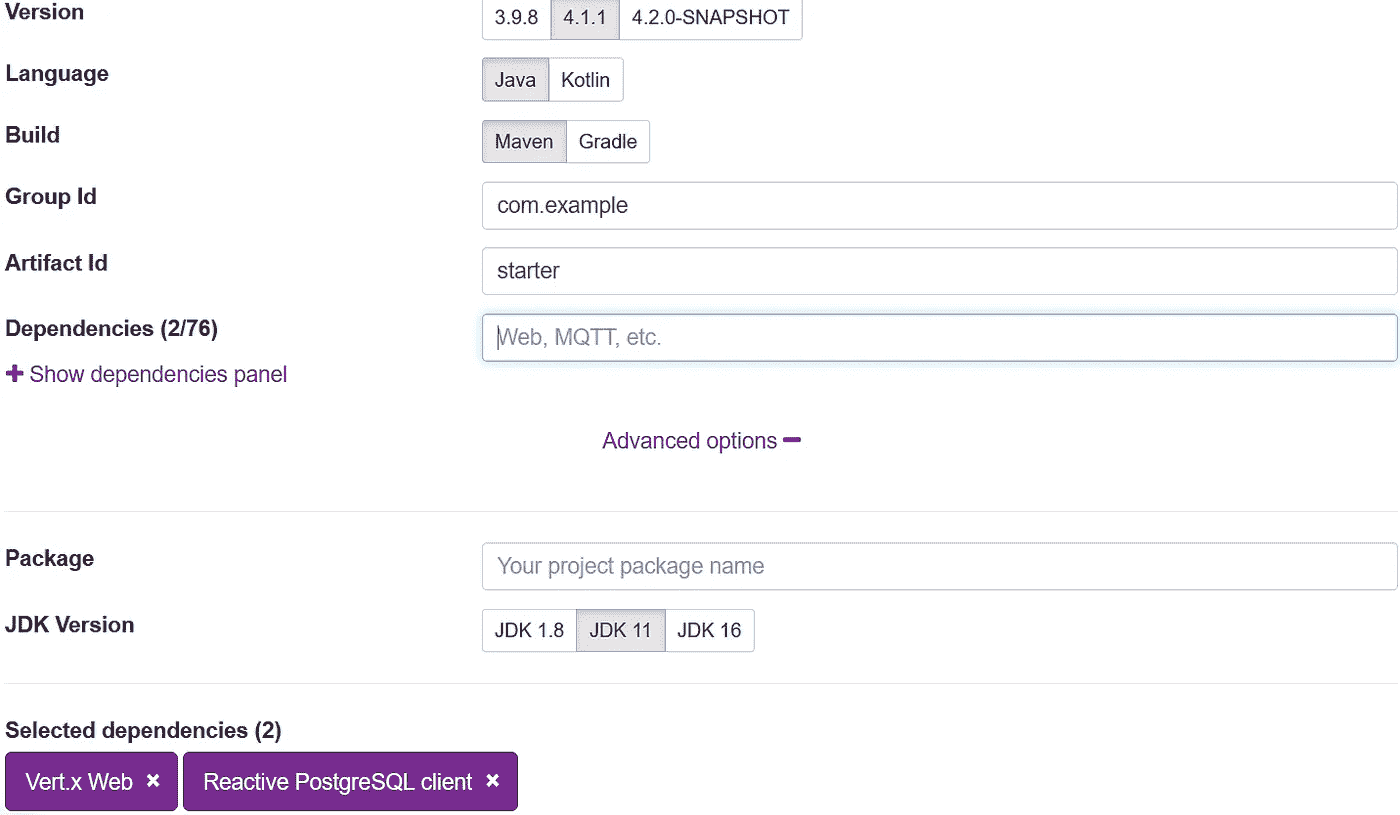 Version
3.9.8 4.1.1 4.2.0-SNAPSHOT
Language
Java Kotlin
Build
Maven Gradle
Group Id
com.example
Artifact Id
starter
Dependencies (2/76)
Web, MQTT, etc.
Show dependencies panel
Advanced options
Package
Your project package name
JDK Version
JDK 1.8 JDK 11 JDK 16
Selected dependencies (2)
Vert.x Web × Reactive PostgreSQL client ×